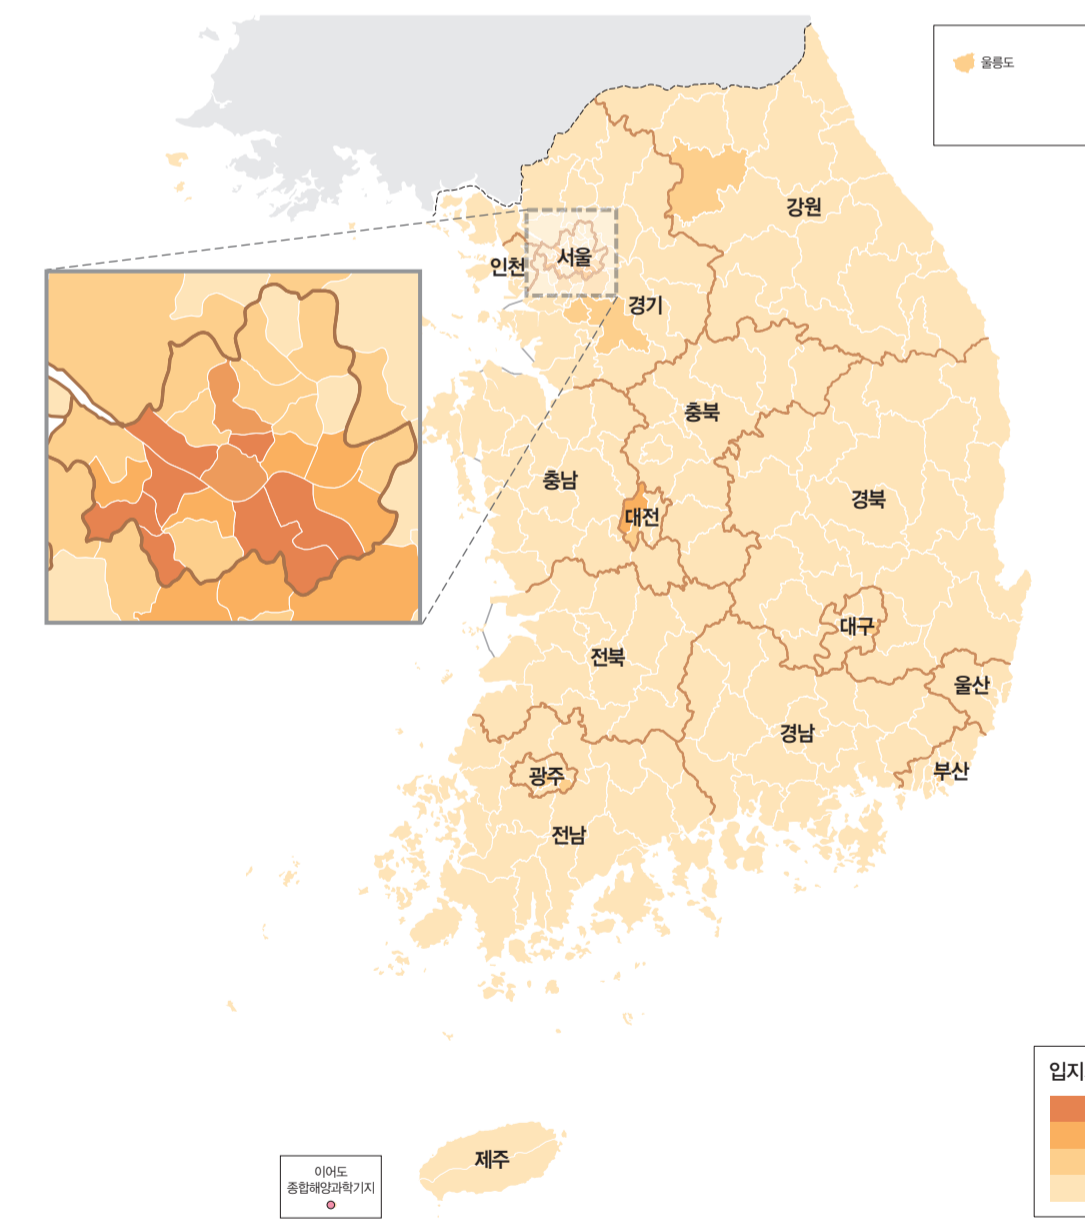 울릉도
강원
서울
인천
경기
충북
충남
경북
대전
대구
전북
울산
경남
부산
광주
전남
입지
제주
이어도
종합해양과학기지